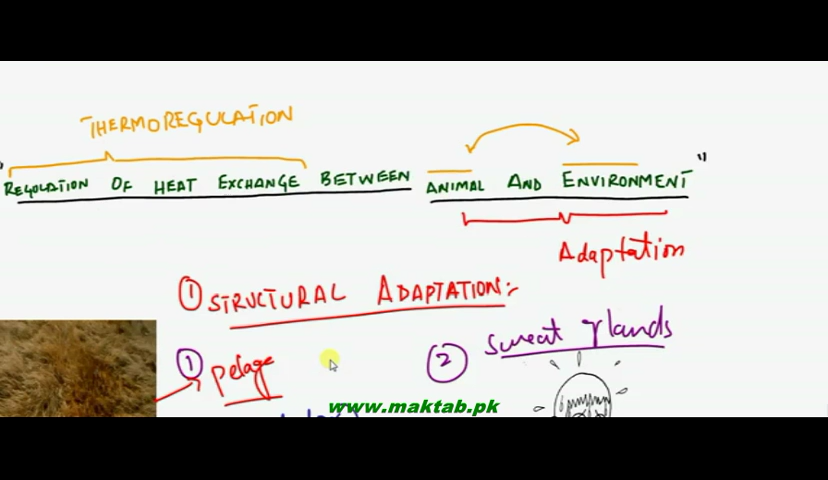 THERMOREGULATION
"REGULATION OF HEAT EXCHANGE BETWEEN ANIMAL AND ENVIRONMENT"
Adaptation
① STRUCTURAL ADAPTATION:-
① pelage
② sweat glands
www.maktab.pk